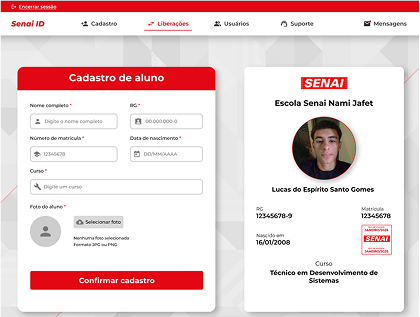 Encerrar sessão
Senai ID
Cadastro
Liberações
Usuários
Suporte
Mensagens
Cadastro de aluno
Nome completo *
RG *
Digite o nome completo
00.000.000-0
Número de matrícula *
Data de nascimento *
12345678
DD/MM/AAAA
Curso *
Digite um curso
Foto do aluno *
Selecionar foto
Nenhuma foto selecionada
Formato JPG ou PNG
Confirmar cadastro
SENAI
Escola Senai Nami Jafet
Lucas do Espírito Santo Gomes
RG
Matrícula
12345678-9
12345678
Nascido em
16/01/2008
SENAI
Curso
Técnico em Desenvolvimento de
Sistemas